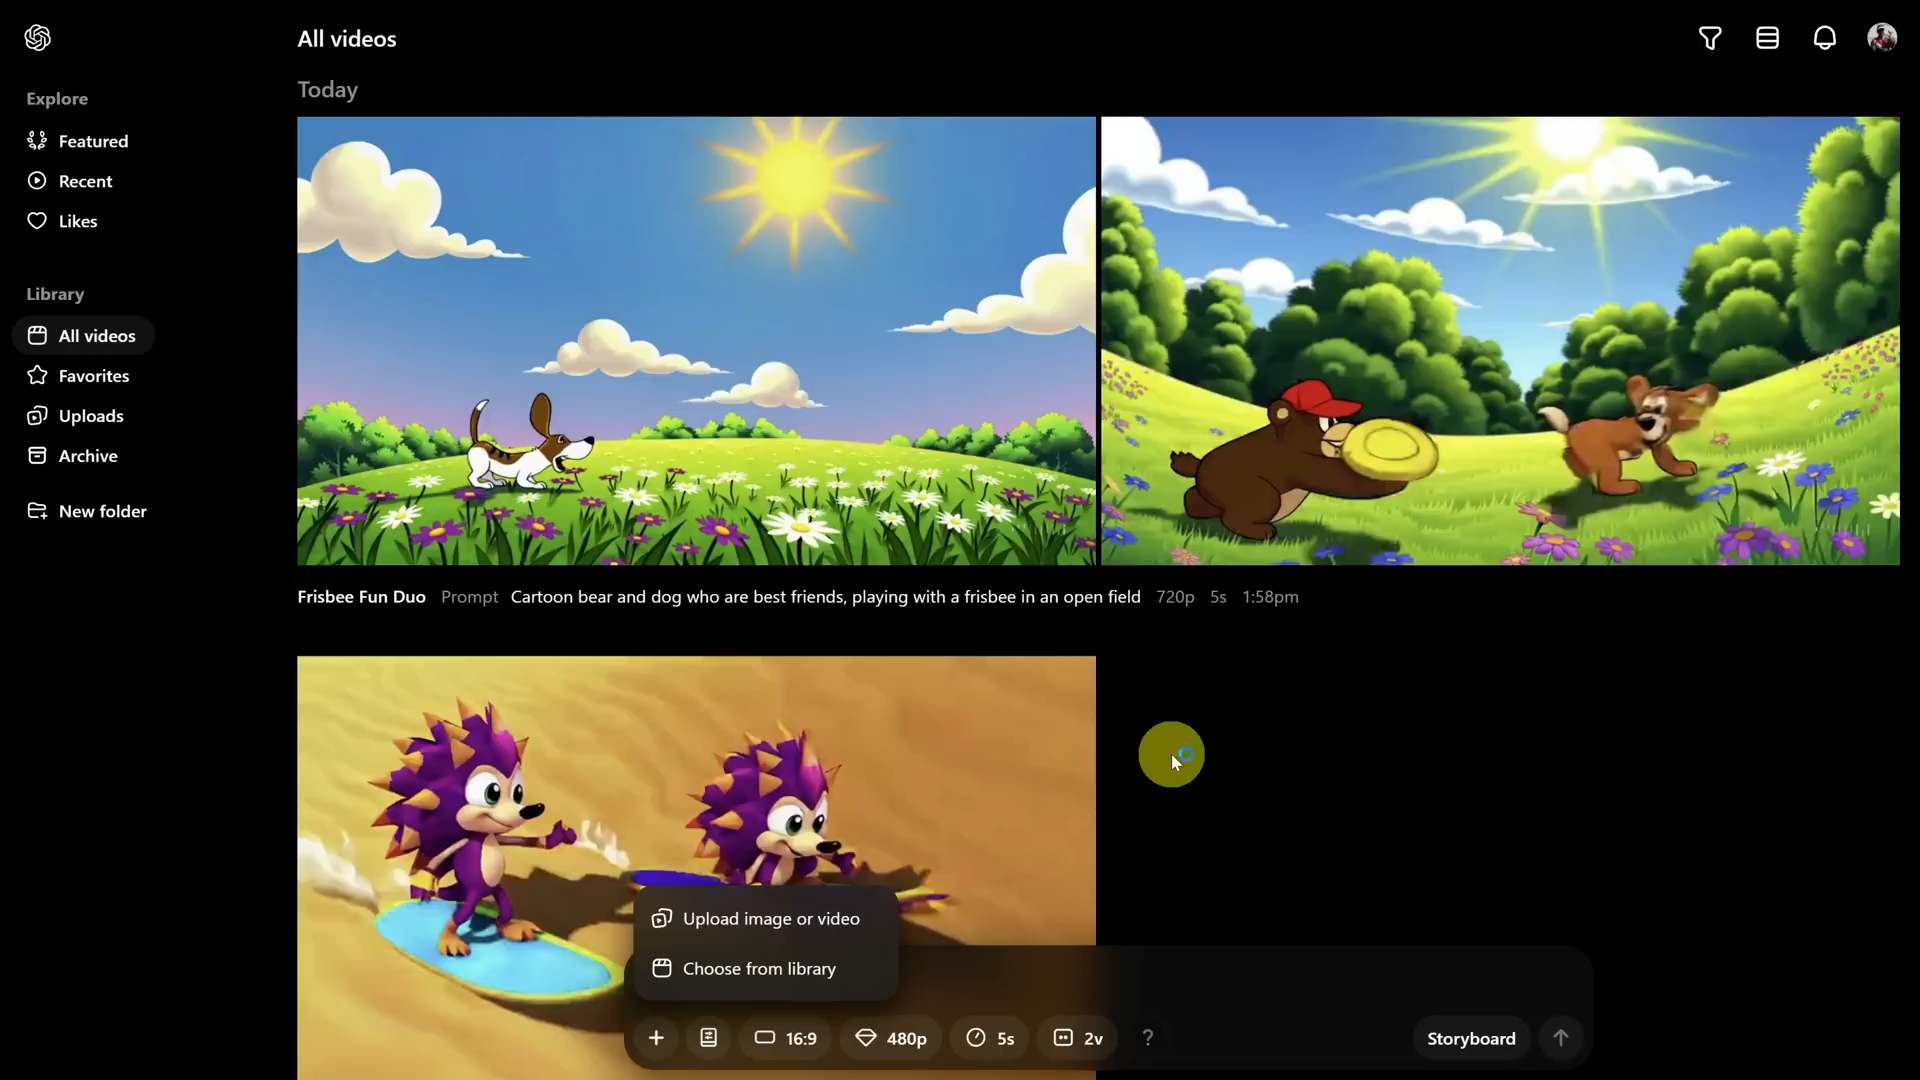 All videos
Today
Explore
Featured
Recent
Likes
Library
All videos
Favorites
Uploads
Archive
New folder
Frisbee Fun Duo Prompt Cartoon bear and dog who are best friends, playing with a frisbee in an open field 720p 5s 1:58pm
Upload image or video
Choose from library
16:9 480p 5s 2v ? Storyboard